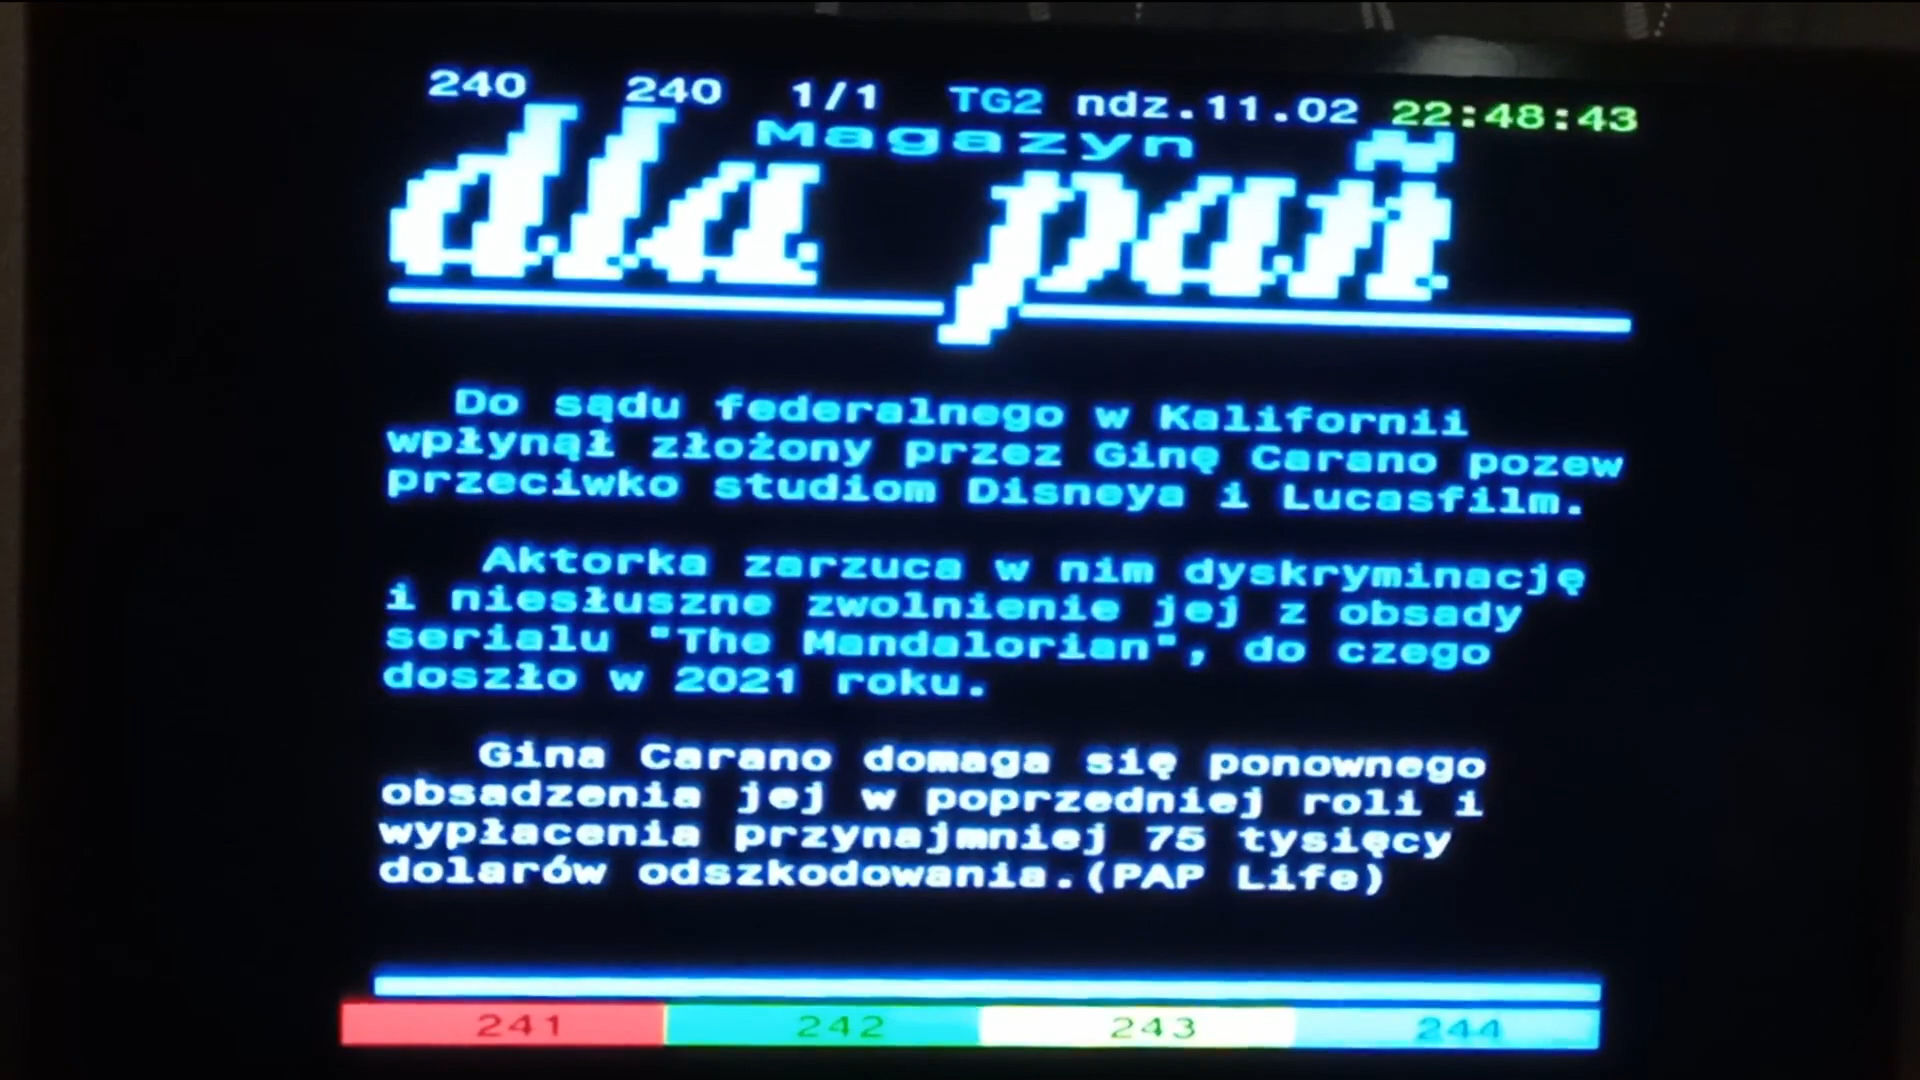 240 240 1/1 TG2 ndz.11.02 22:48:43
Magazyn
dla pań
Do sądu federalnego w Kalifornii
wpłynął złożony przez Ginę Carano pozew
przeciwko studiom Disneya i Lucasfilm.
Aktorka zarzuca w nim dyskryminację
i niesłuszne zwolnienie jej z obsady
serialu "The Mandalorian", do czego
doszło w 2021 roku.
Gina Carano domaga się ponownego
obsadzenia jej w poprzedniej roli i
wypłacenia przynajmniej 75 tysięcy
dolarów odszkodowania.(PAP Life)
241 242 243 244